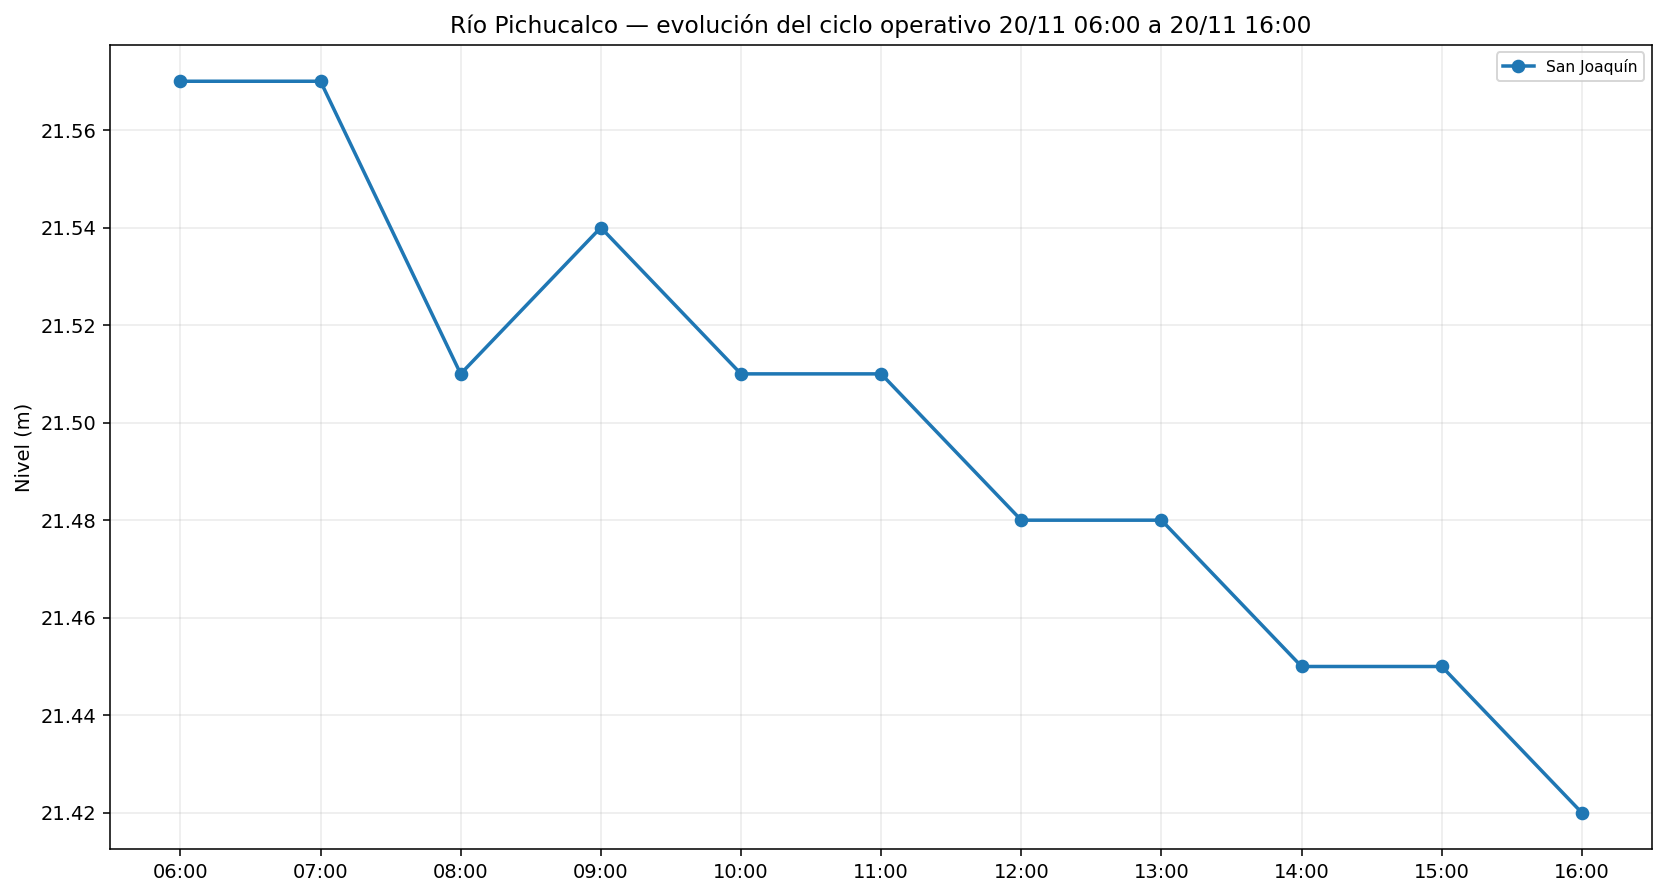 Río Pichucalco — evolución del ciclo operativo 20/11 06:00 a 20/11 16:00
San Joaquín
Nivel (m)
21.56
21.54
21.52
21.50
21.48
21.46
21.44
21.42
06:00 07:00 08:00 09:00 10:00 11:00 12:00 13:00 14:00 15:00 16:00